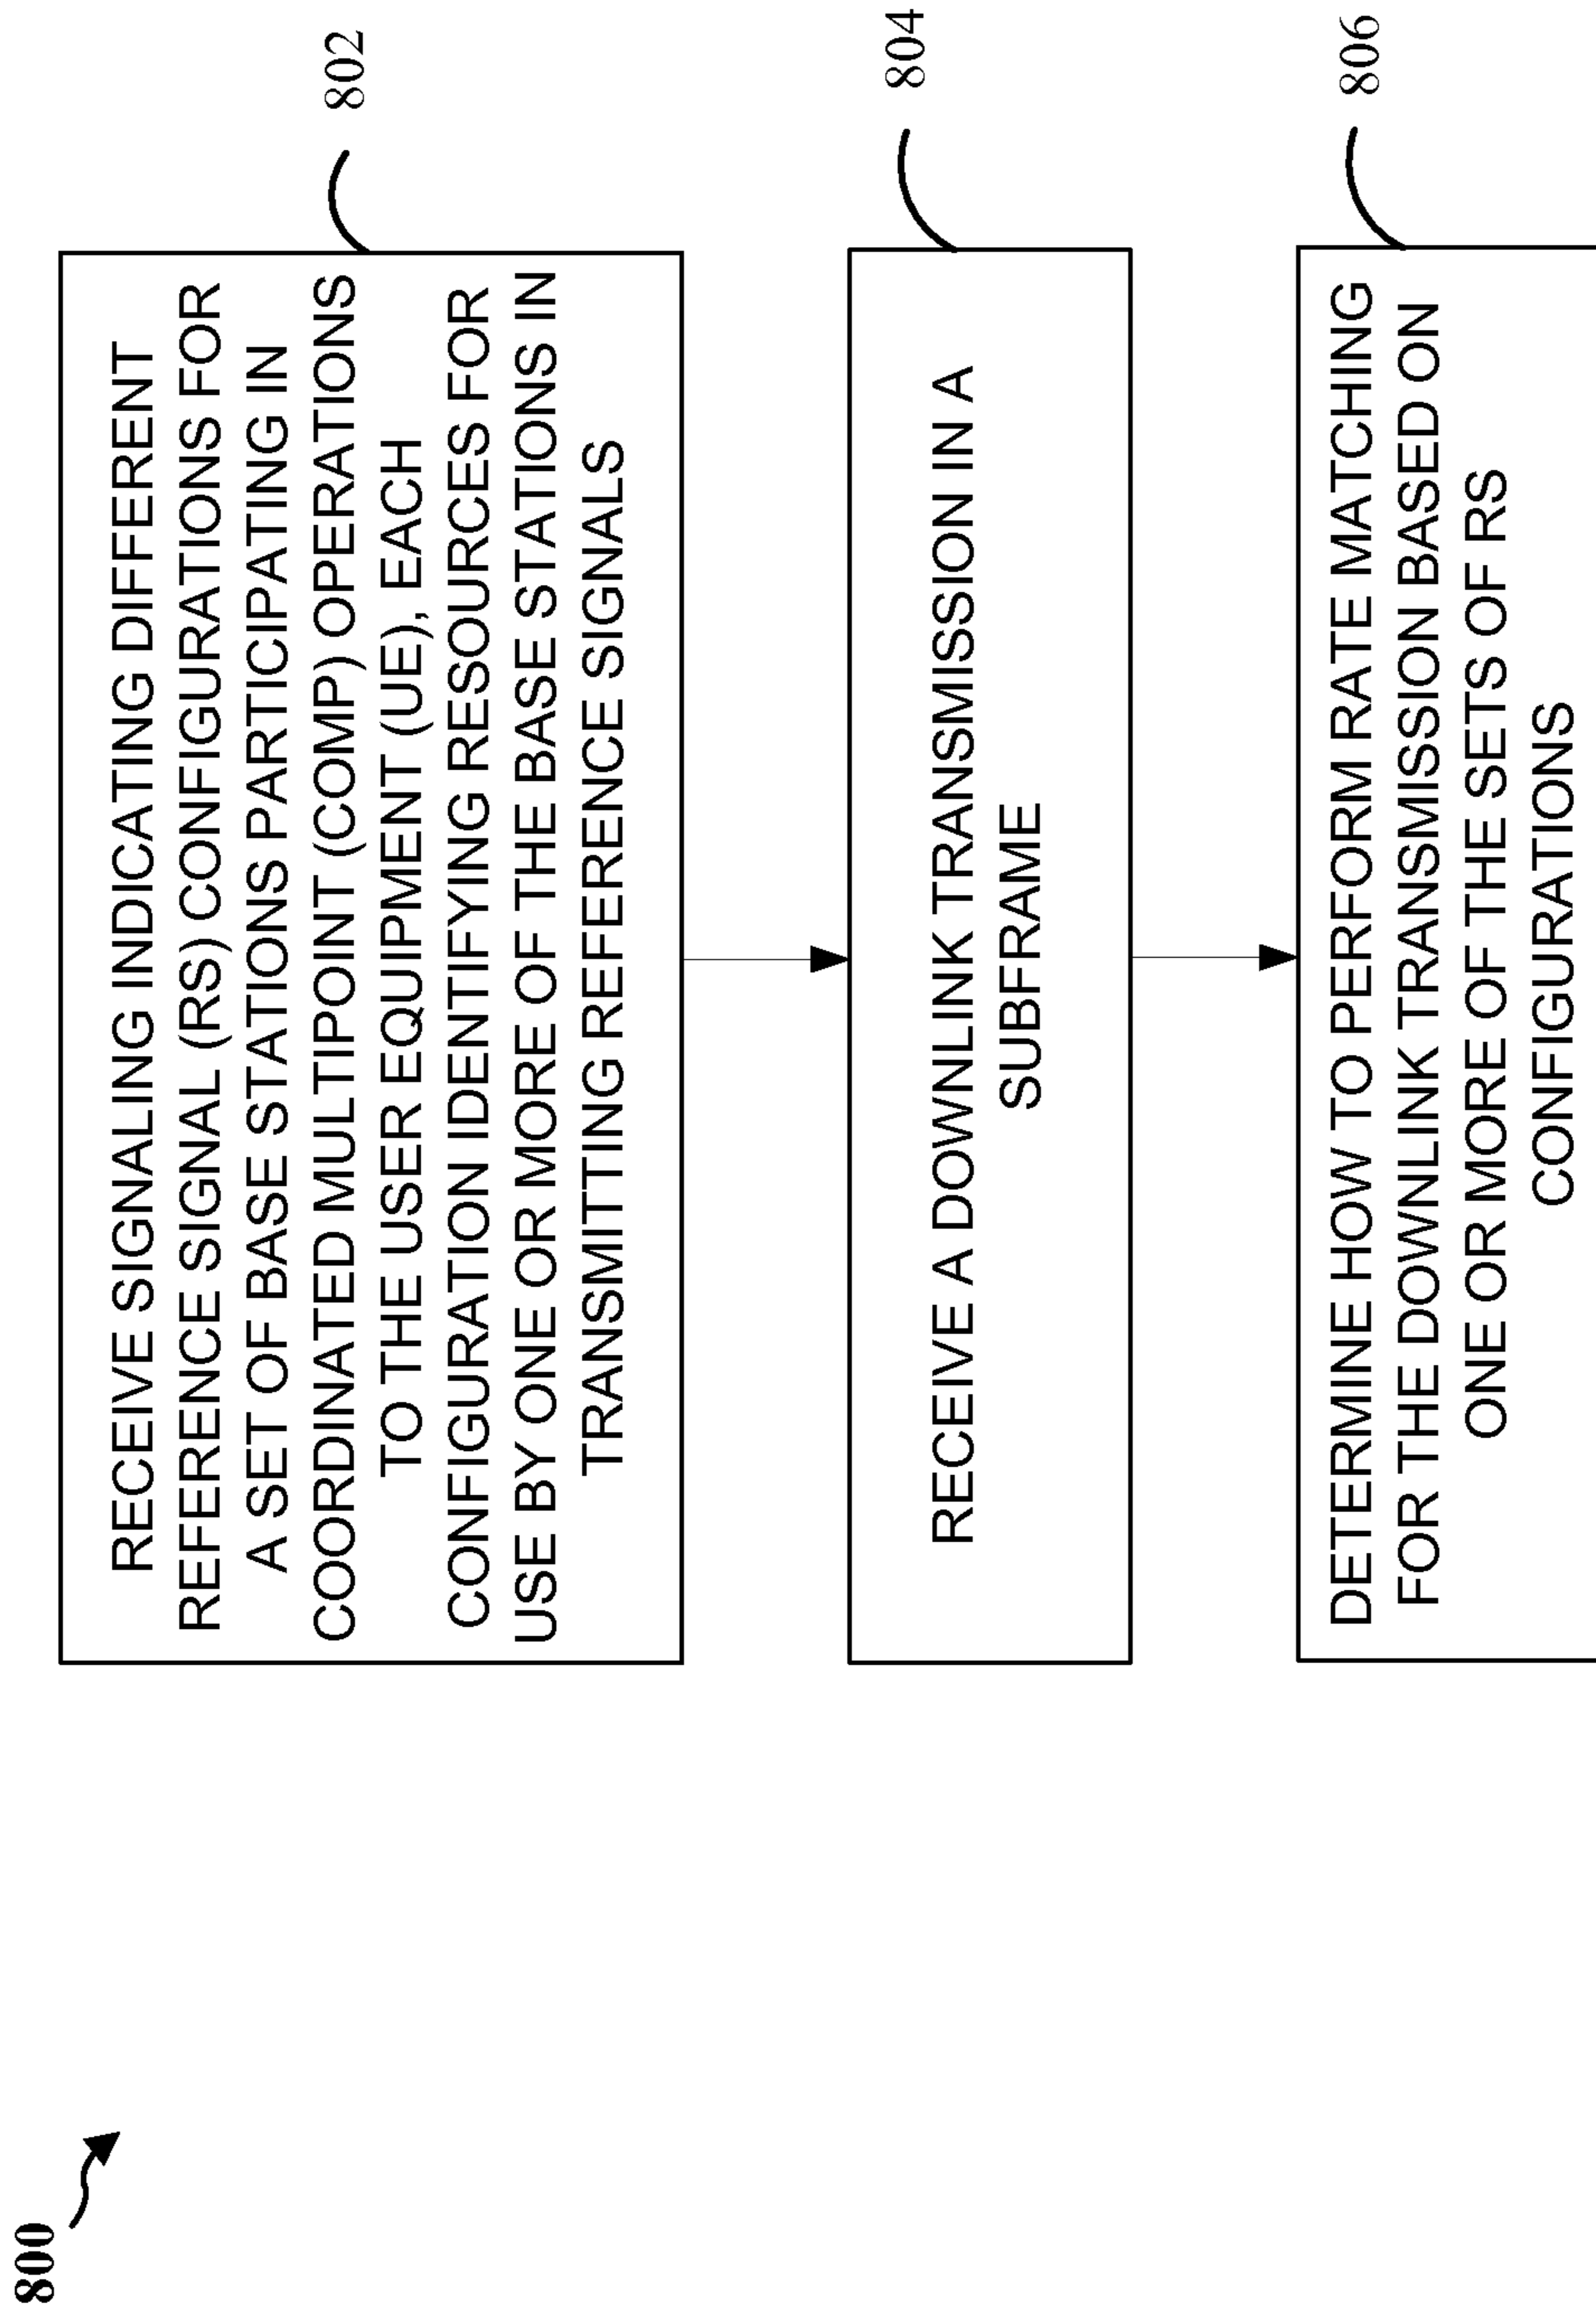 800
RECEIVE SIGNALING INDICATING DIFFERENT
REFERENCE SIGNAL (RS) CONFIGURATIONS FOR
A SET OF BASE STATIONS PARTICIPATING IN
COORDINATED MULTIPOINT (COMP) OPERATIONS
TO THE USER EQUIPMENT (UE), EACH
CONFIGURATION IDENTIFYING RESOURCES FOR
USE BY ONE OR MORE OF THE BASE STATIONS IN
TRANSMITTING REFERENCE SIGNALS
802
RECEIVE A DOWNLINK TRANSMISSION IN A
SUBFRAME
804
DETERMINE HOW TO PERFORM RATE MATCHING
FOR THE DOWNLINK TRANSMISSION BASED ON
ONE OR MORE OF THE SETS OF RS
CONFIGURATIONS
806